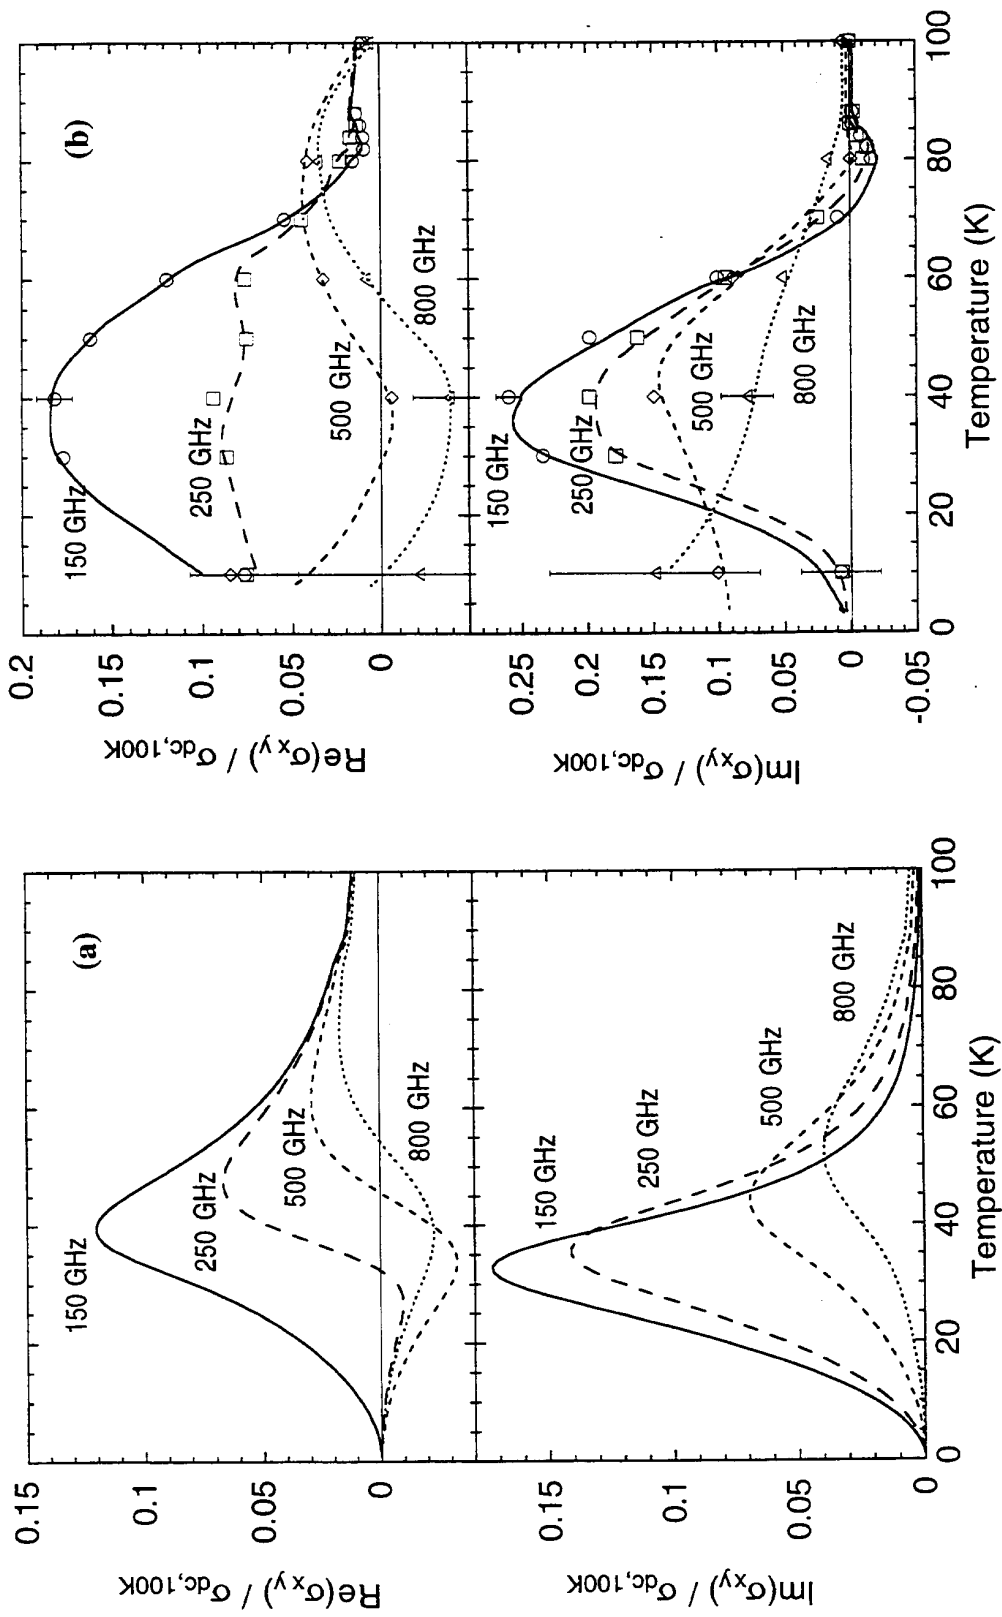 (a)
Re(σxy) / σdc,100K
0.15
0.1
0.05
0
150 GHz
250 GHz
500 GHz
800 GHz
Im(σxy) / σdc,100K
0.15
0.1
0.05
0
150 GHz
250 GHz
500 GHz
800 GHz
0 20 40 60 80 100
Temperature (K)
(b)
Re(σxy) / σdc,100K
0.2
0.15
0.1
0.05
0
150 GHz
250 GHz
500 GHz
800 GHz
Im(σxy) / σdc,100K
0.25
0.2
0.15
0.1
0.05
0
-0.05
150 GHz
250 GHz
500 GHz
800 GHz
0 20 40 60 80 100
Temperature (K)